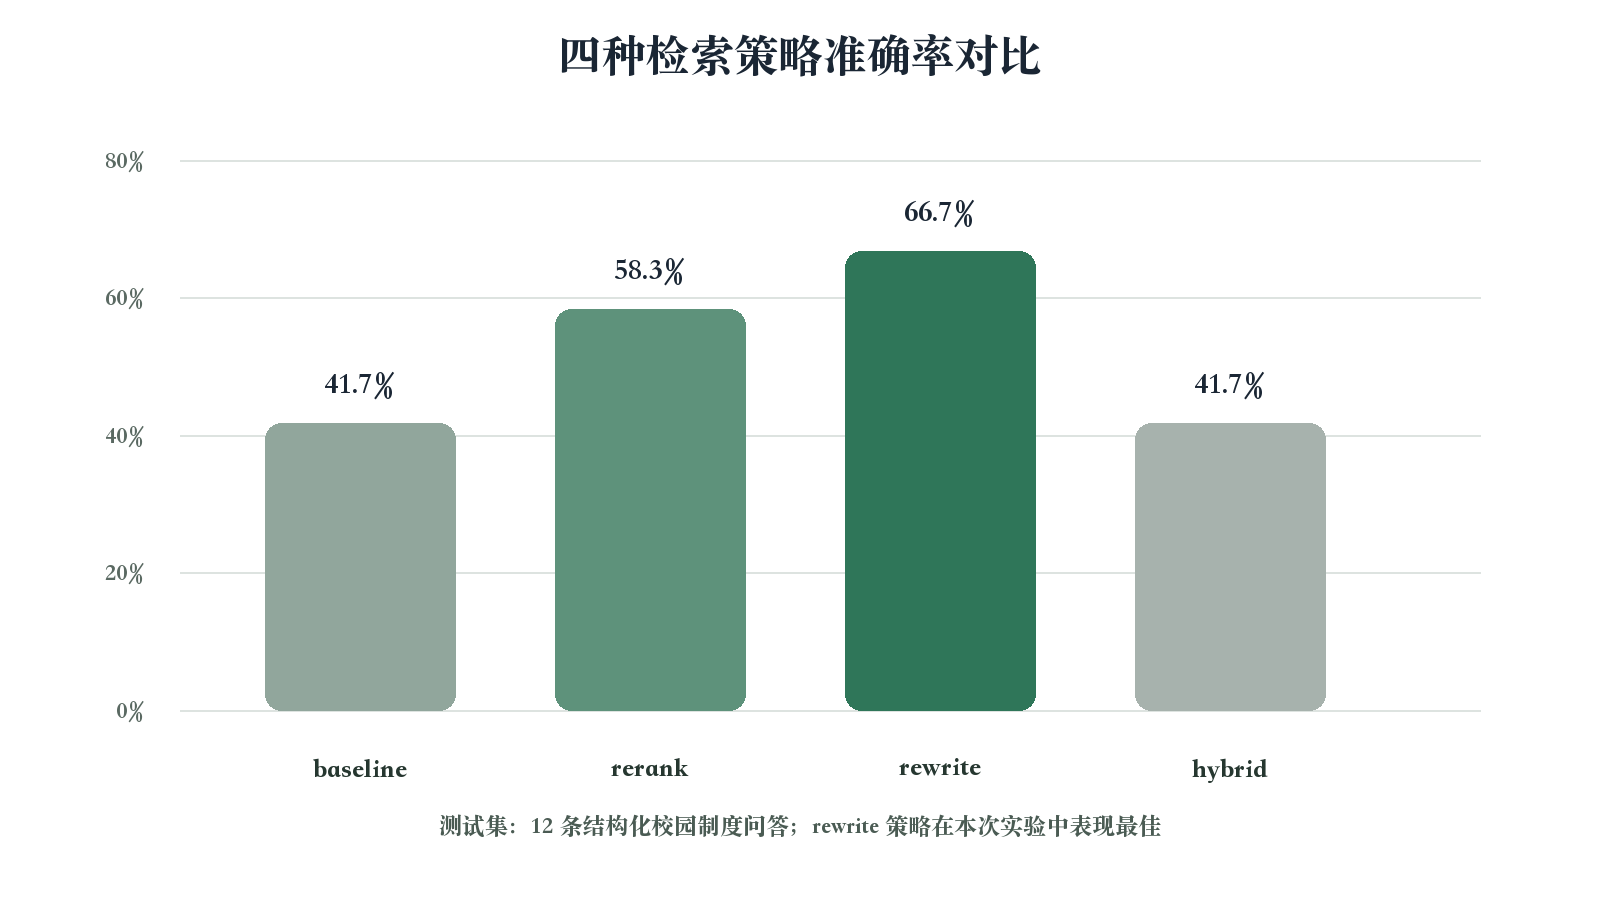 四种检索策略准确率对比
80%
66.7%
58.3%
60%
41.7%
41.7%
40%
20%
0%
baseline
rerank
rewrite
hybrid
测试集：12 条结构化校园制度问答；rewrite 策略在本次实验中表现最佳